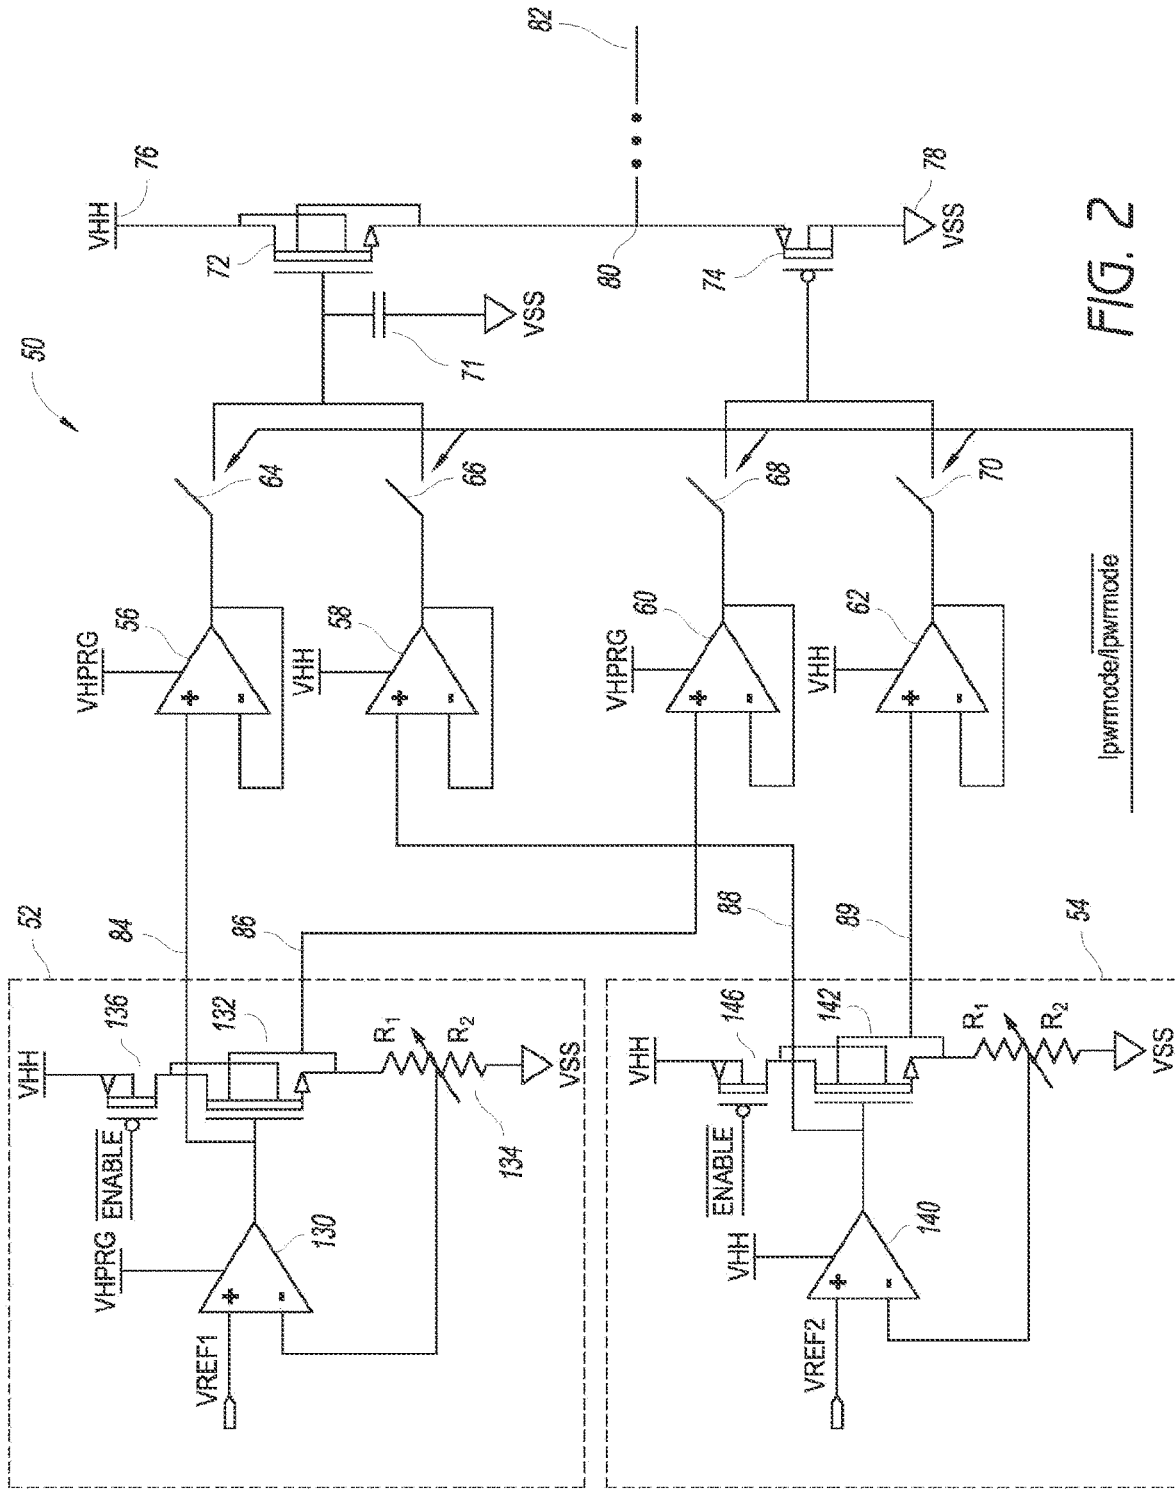 50
VHH
76
72
82
80
71
VSS
74
78
VSS
64
66
68
70
VHPRG
56
VHH
58
VHPRG
60
VHH
62
+
-
+
-
+
-
+
-
lpwrmode/lpwrmode
84
86
88
89
52
VHH
136
132
ENABLE
VHPRG
130
+
-
VREF1
R1
R2
134
VSS
54
VHH
146
142
ENABLE
VHH
140
+
-
VREF2
R1
R2
VSS
FIG. 2